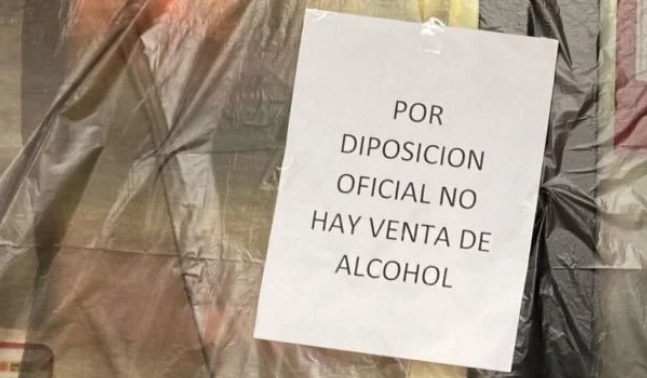 POR
DIPOSICION
OFICIAL NO
HAY VENTA DE
ALCOHOL